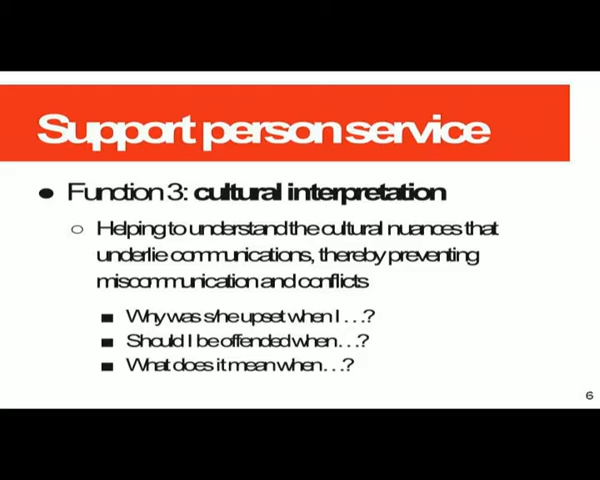 Support person service
● Function 3: cultural interpretation
○ Helping to understand the cultural nuances that
underlie communications, thereby preventing
miscommunication and conflicts
■ Why was s/he upset when I …?
■ Should I be offended when…?
■ What does it mean when…?
6